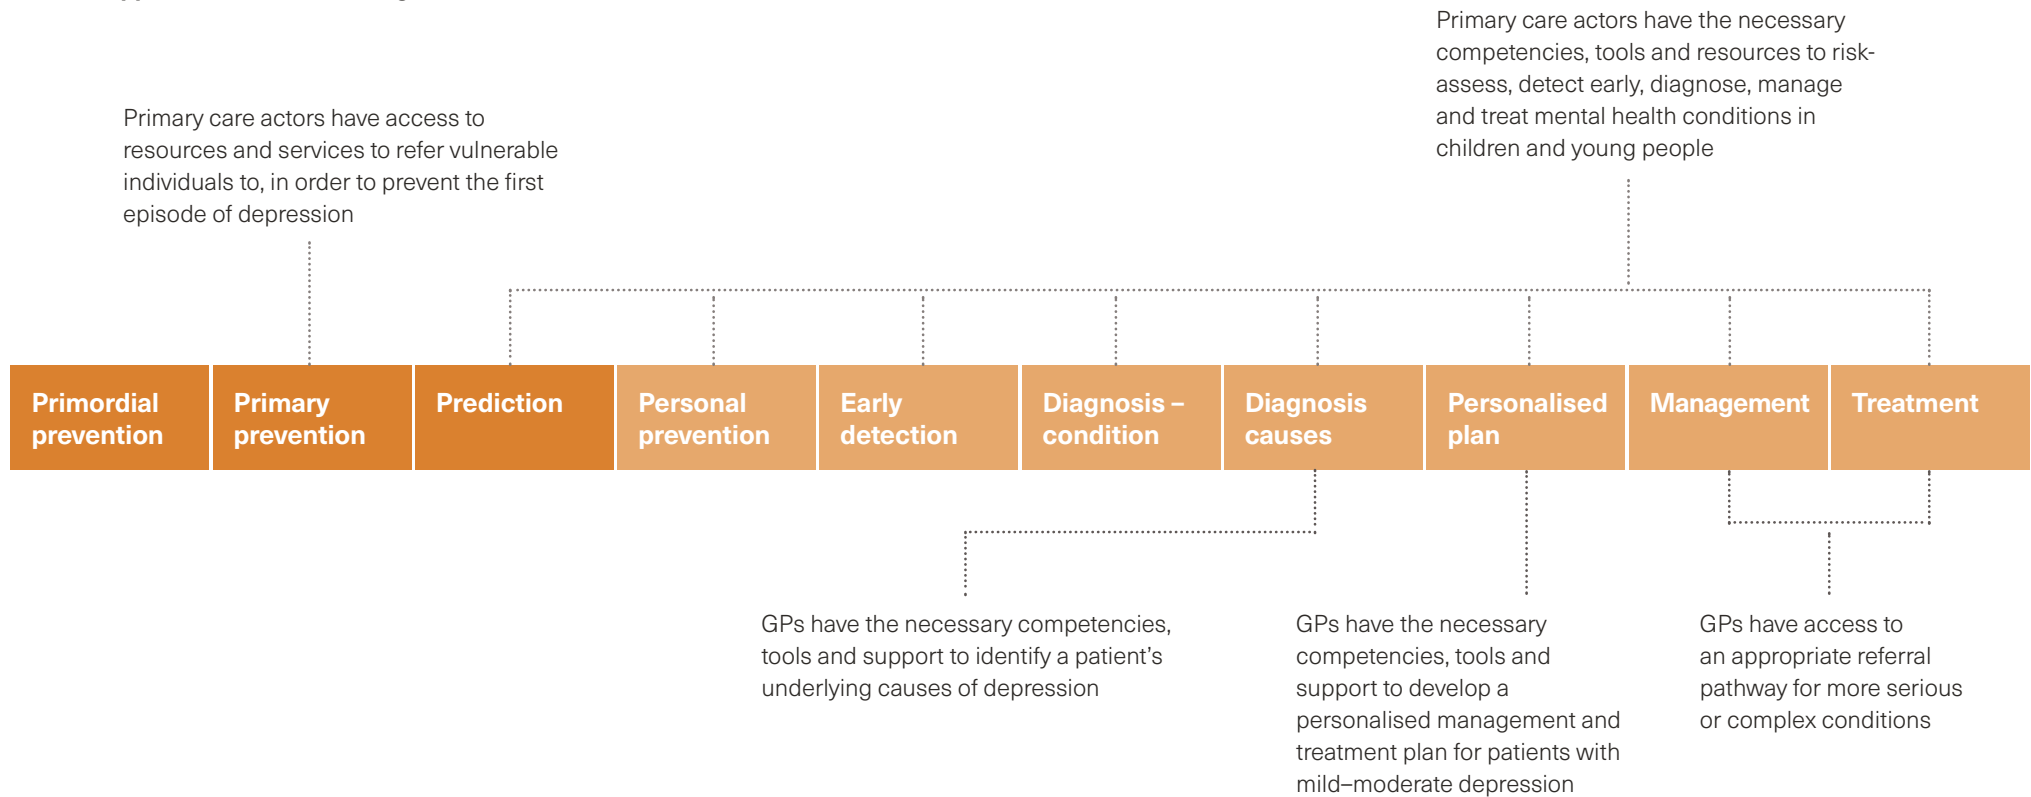 Primary care actors have the necessary
competencies, tools and resources to risk-
assess, detect early, diagnose, manage
and treat mental health conditions in
children and young people
Primary care actors have access to
resources and services to refer vulnerable
individuals to, in order to prevent the first
episode of depression
Primordial
prevention
Primary
prevention
Prediction
Personal
prevention
Early
detection
Diagnosis –
condition
Diagnosis
causes
Personalised
plan
Management
Treatment
GPs have the necessary competencies,
tools and support to identify a patient’s
underlying causes of depression
GPs have the necessary
competencies, tools and
support to develop a
personalised management and
treatment plan for patients with
mild–moderate depression
GPs have access to
an appropriate referral
pathway for more serious
or complex conditions